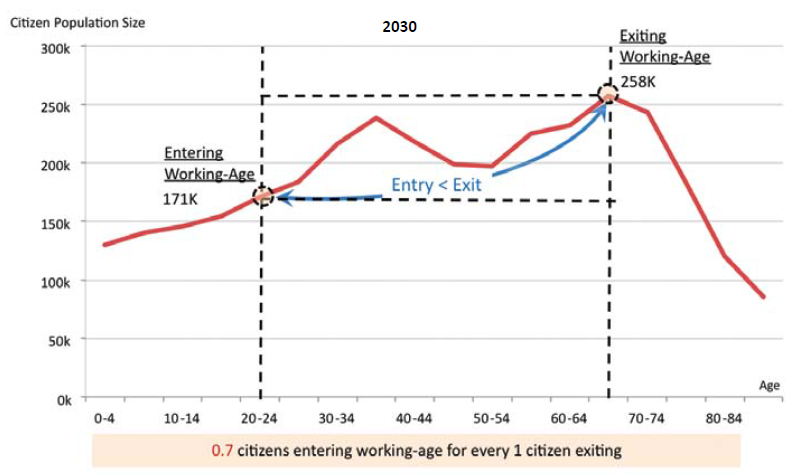 Citizen Population Size
2030
300k
250k
200k
150k
100k
50k
0k
Entering
Working-Age
171K
Exiting
Working-Age
258K
Entry < Exit
Age
0-4
10-14
20-24
30-34
40-44
50-54
60-64
70-74
80-84
0.7 citizens entering working-age for every 1 citizen exiting